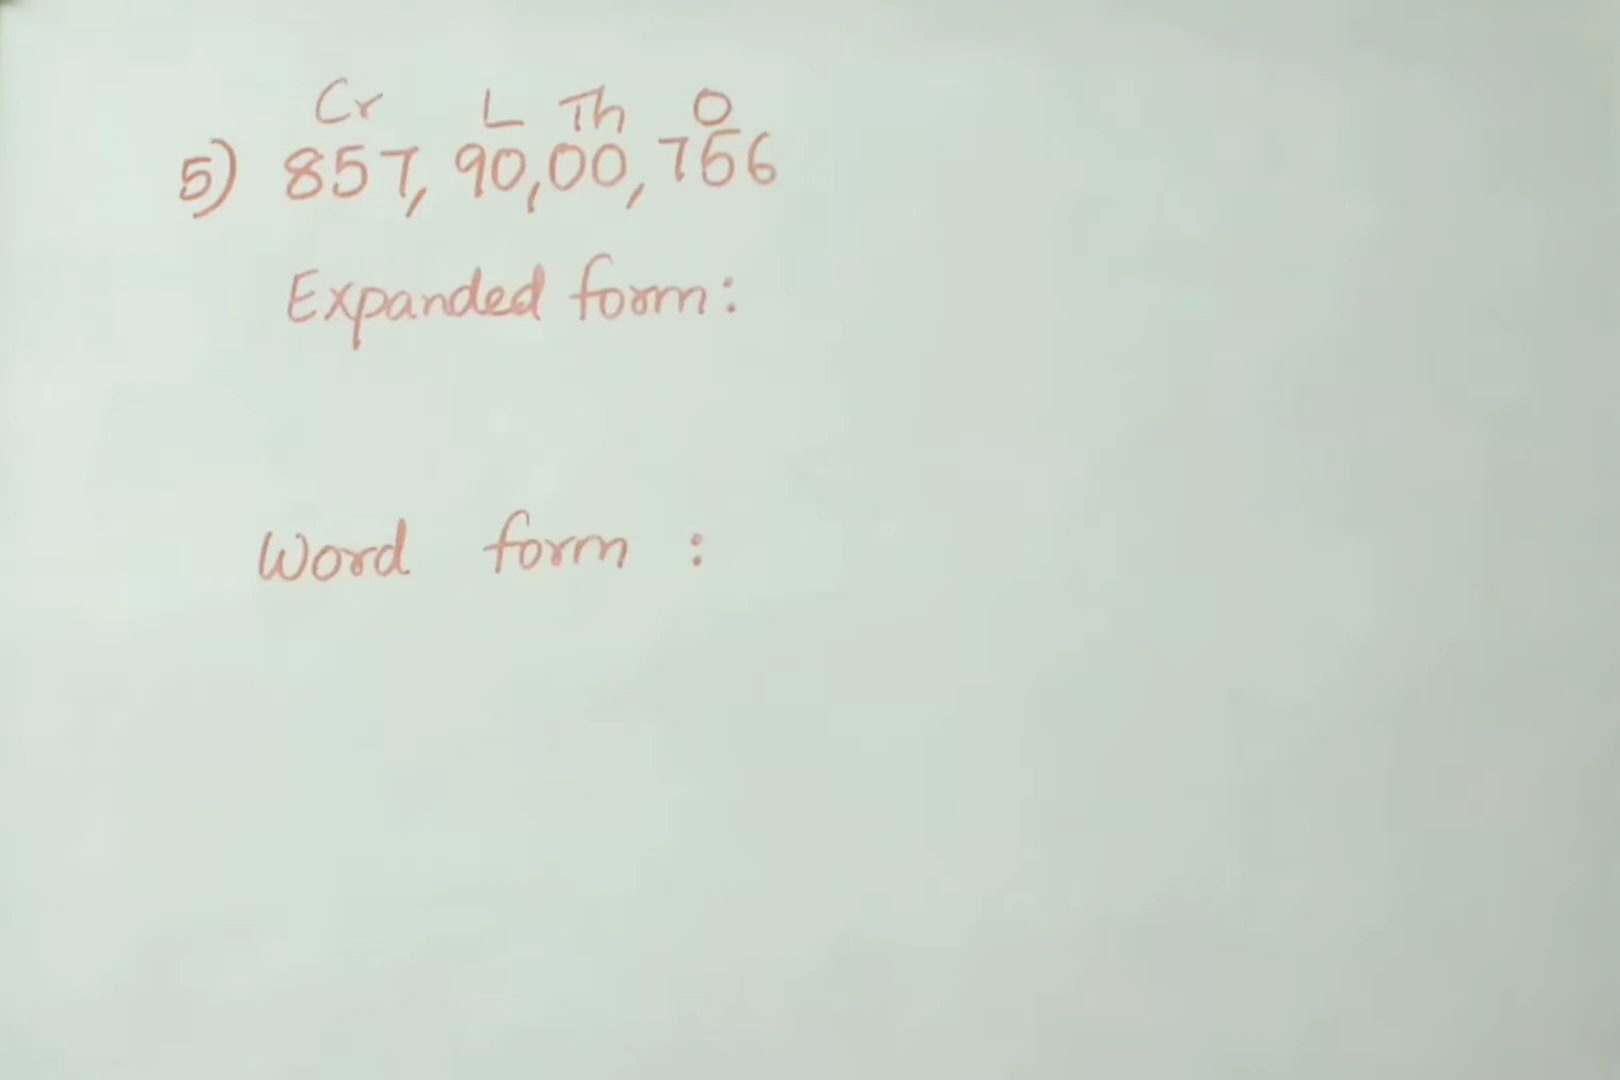 Cr L Th O
5) 857, 90,00, 756
Expanded form:
Word form :